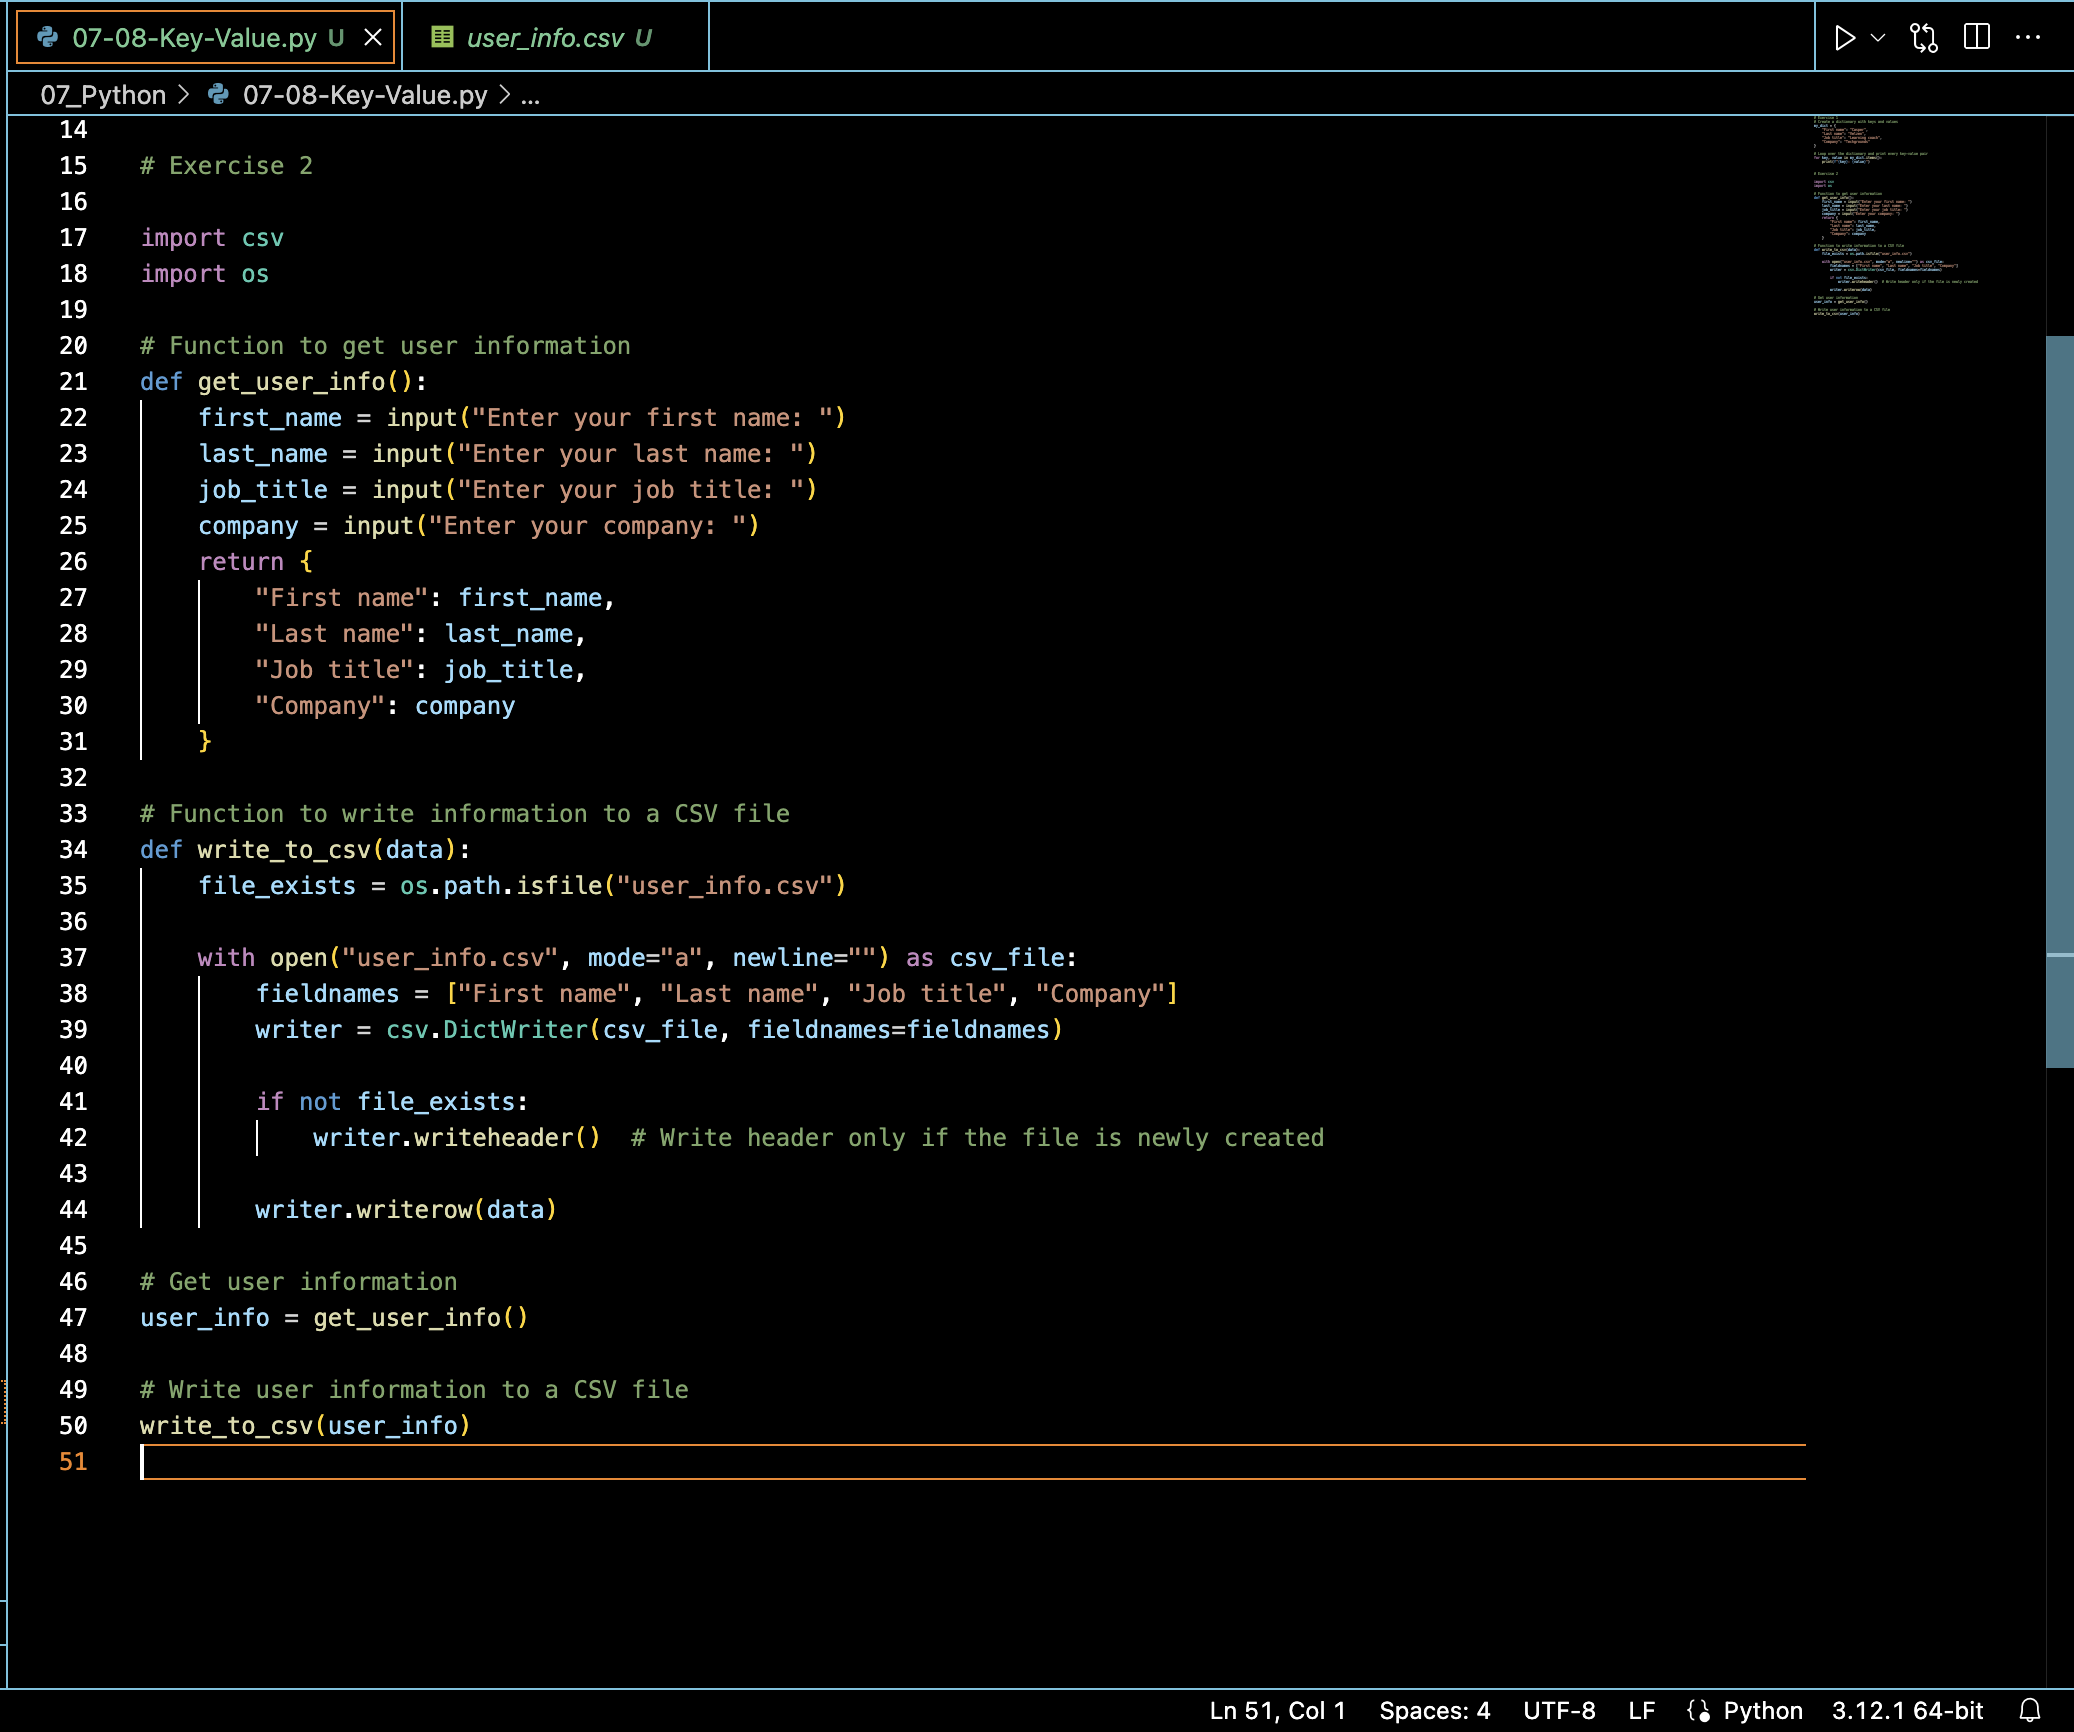 07-08-Key-Value.py U
user_info.csv U
07_Python > 07-08-Key-Value.py > ...
14
15 # Exercise 2
16
17 import csv
18 import os
19
20 # Function to get user information
21 def get_user_info():
22     first_name = input("Enter your first name: ")
23     last_name = input("Enter your last name: ")
24     job_title = input("Enter your job title: ")
25     company = input("Enter your company: ")
26     return {
27         "First name": first_name,
28         "Last name": last_name,
29         "Job title": job_title,
30         "Company": company
31     }
32
33 # Function to write information to a CSV file
34 def write_to_csv(data):
35     file_exists = os.path.isfile("user_info.csv")
36
37     with open("user_info.csv", mode="a", newline="") as csv_file:
38         fieldnames = ["First name", "Last name", "Job title", "Company"]
39         writer = csv.DictWriter(csv_file, fieldnames=fieldnames)
40
41         if not file_exists:
42             writer.writeheader()  # Write header only if the file is newly created
43
44         writer.writerow(data)
45
46 # Get user information
47 user_info = get_user_info()
48
49 # Write user information to a CSV file
50 write_to_csv(user_info)
51
Ln 51, Col 1 Spaces: 4 UTF-8 LF Python 3.12.1 64-bit